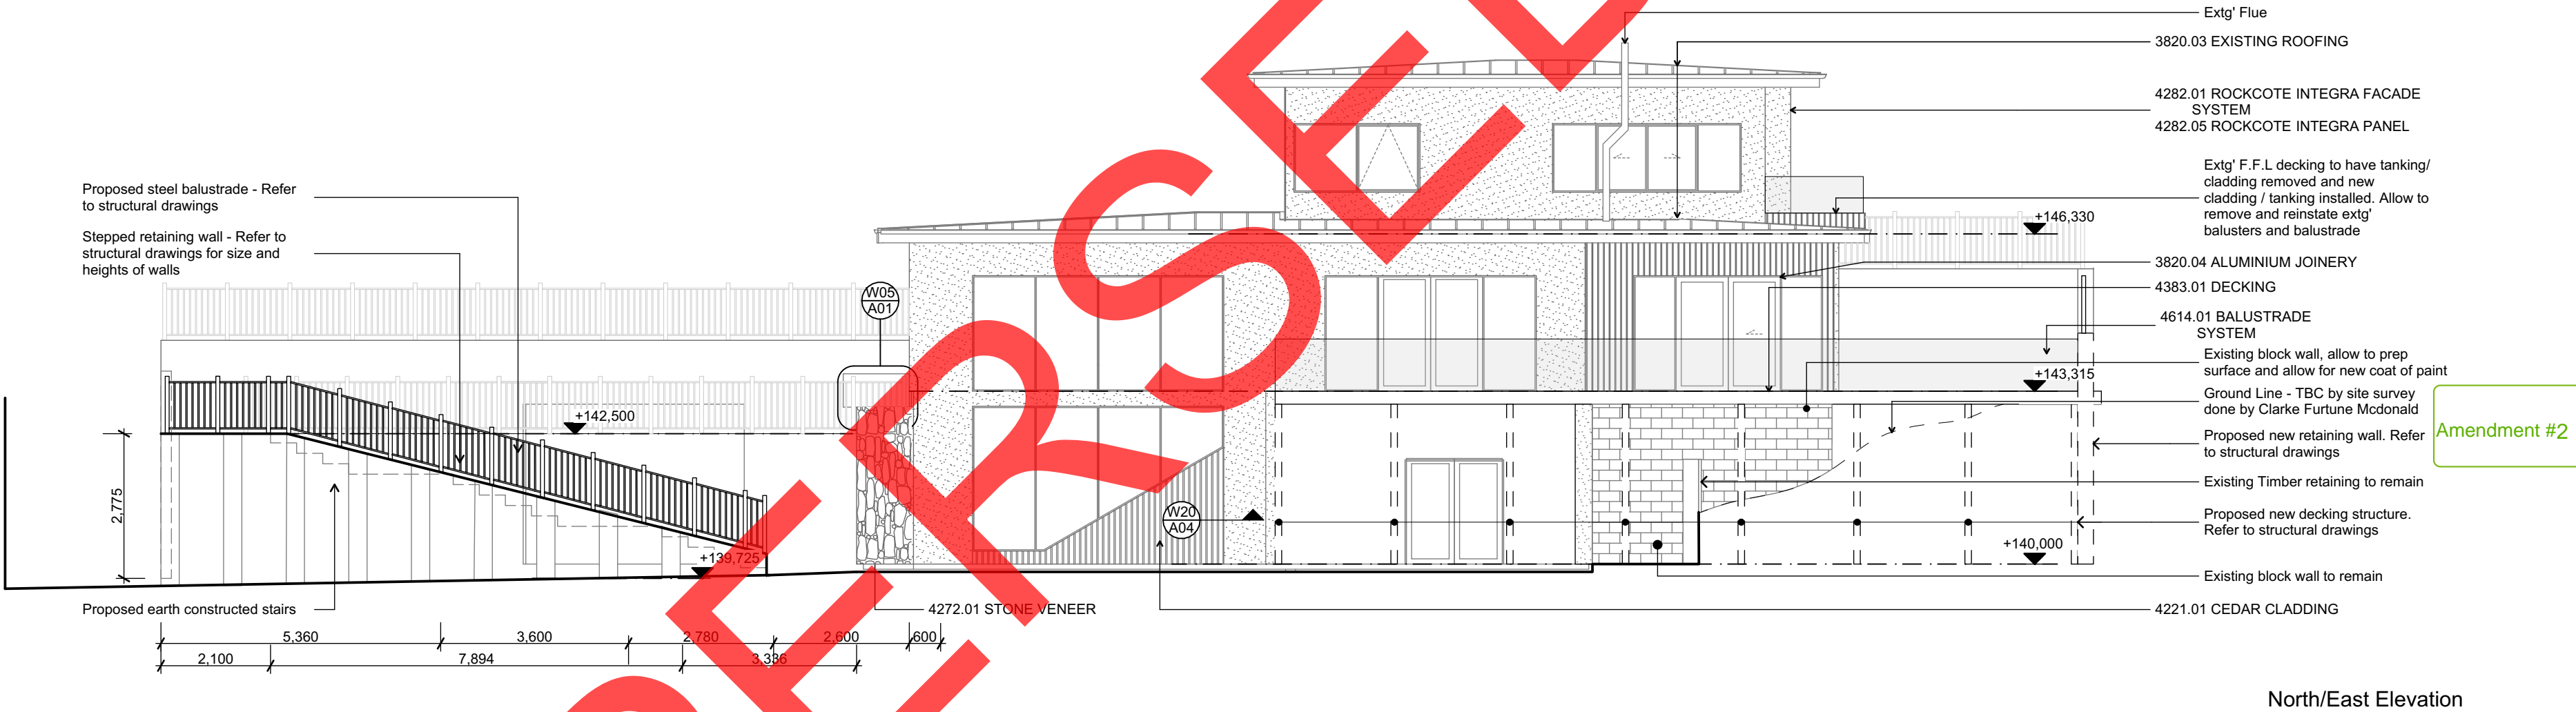 Extg' Flue
3820.03 EXISTING ROOFING
4282.01 ROCKCOTE INTEGRA FACADE
SYSTEM
4282.05 ROCKCOTE INTEGRA PANEL
Extg' F.F.L decking to have tanking/
cladding removed and new
cladding / tanking installed. Allow to
remove and reinstate extg'
balusters and balustrade
+146,330
3820.04 ALUMINIUM JOINERY
4383.01 DECKING
4614.01 BALUSTRADE
SYSTEM
Existing block wall, allow to prep
surface and allow for new coat of paint
+143,315
Ground Line - TBC by site survey
done by Clarke Furtune Mcdonald
Amendment #2
Proposed new retaining wall. Refer
to structural drawings
Existing Timber retaining to remain
Proposed new decking structure.
Refer to structural drawings
+140,000
Existing block wall to remain
4221.01 CEDAR CLADDING
Proposed steel balustrade - Refer
to structural drawings
Stepped retaining wall - Refer to
structural drawings for size and
heights of walls
W05
A01
+142,500
2,775
W20
A04
+139,725
Proposed earth constructed stairs
4272.01 STONE VENEER
5,360
3,600
2,780
2,600
600
2,100
7,894
3,336
North/East Elevation